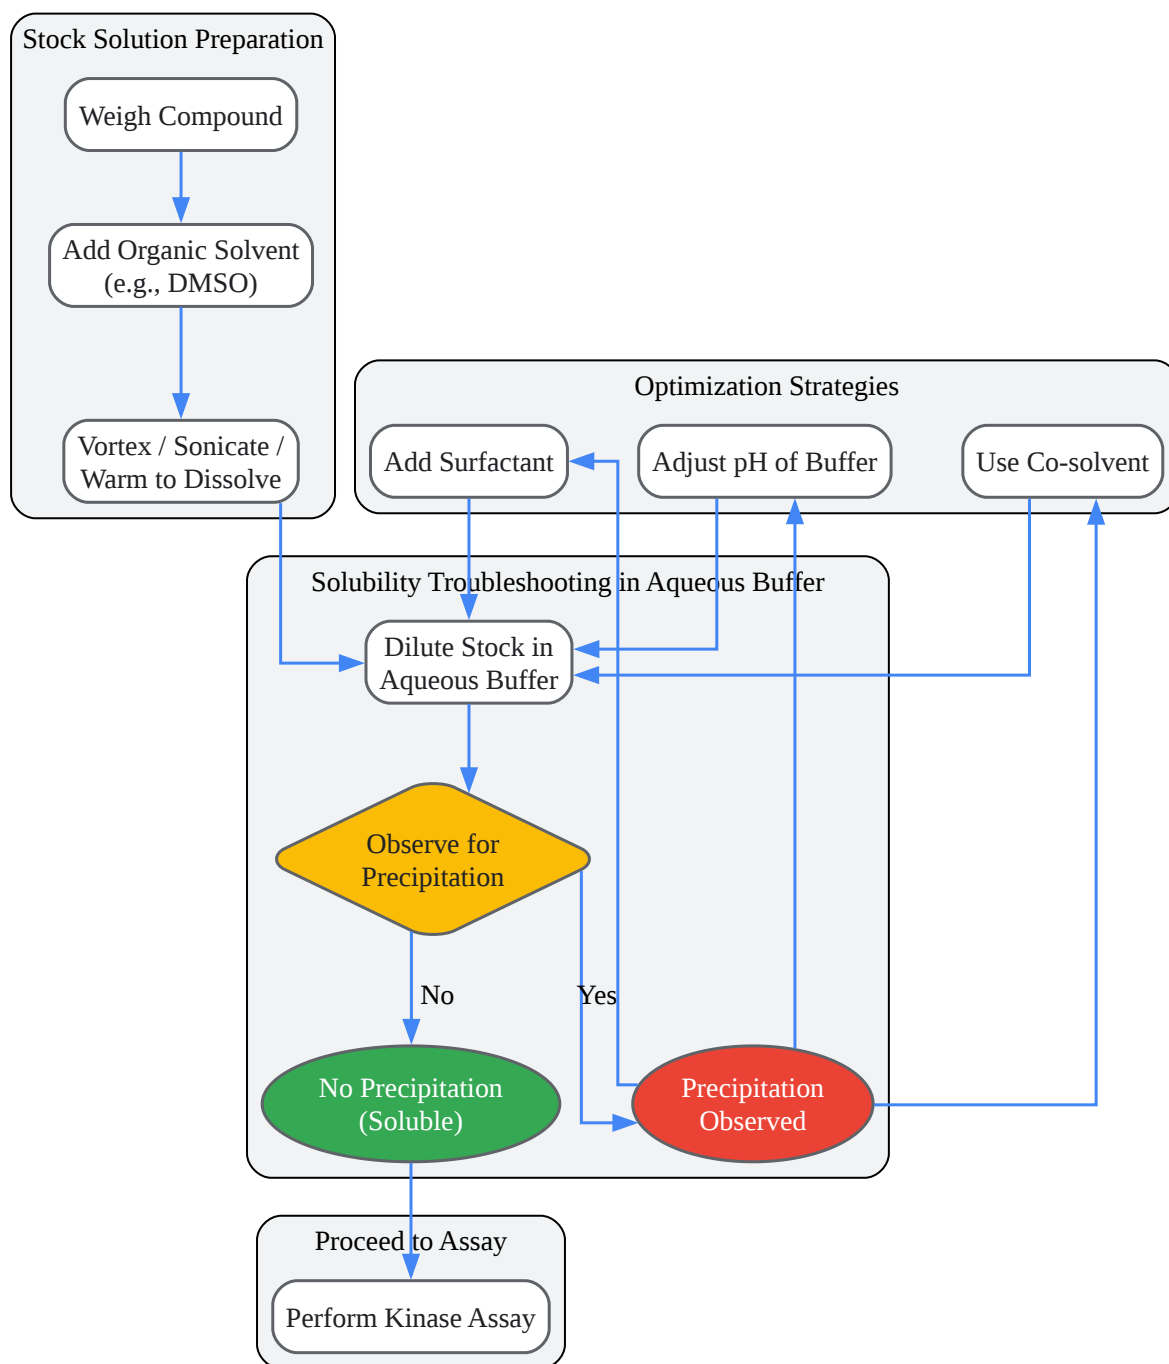 Stock Solution Preparation
Weigh Compound
Add Organic Solvent
(e.g., DMSO)
Vortex / Sonicate /
Warm to Dissolve
Optimization Strategies
Add Surfactant
Adjust pH of Buffer
Use Co-solvent
Solubility Troubleshooting in Aqueous Buffer
Dilute Stock in
Aqueous Buffer
Observe for
Precipitation
No
Yes
No Precipitation
(Soluble)
Precipitation
Observed
Proceed to Assay
Perform Kinase Assay